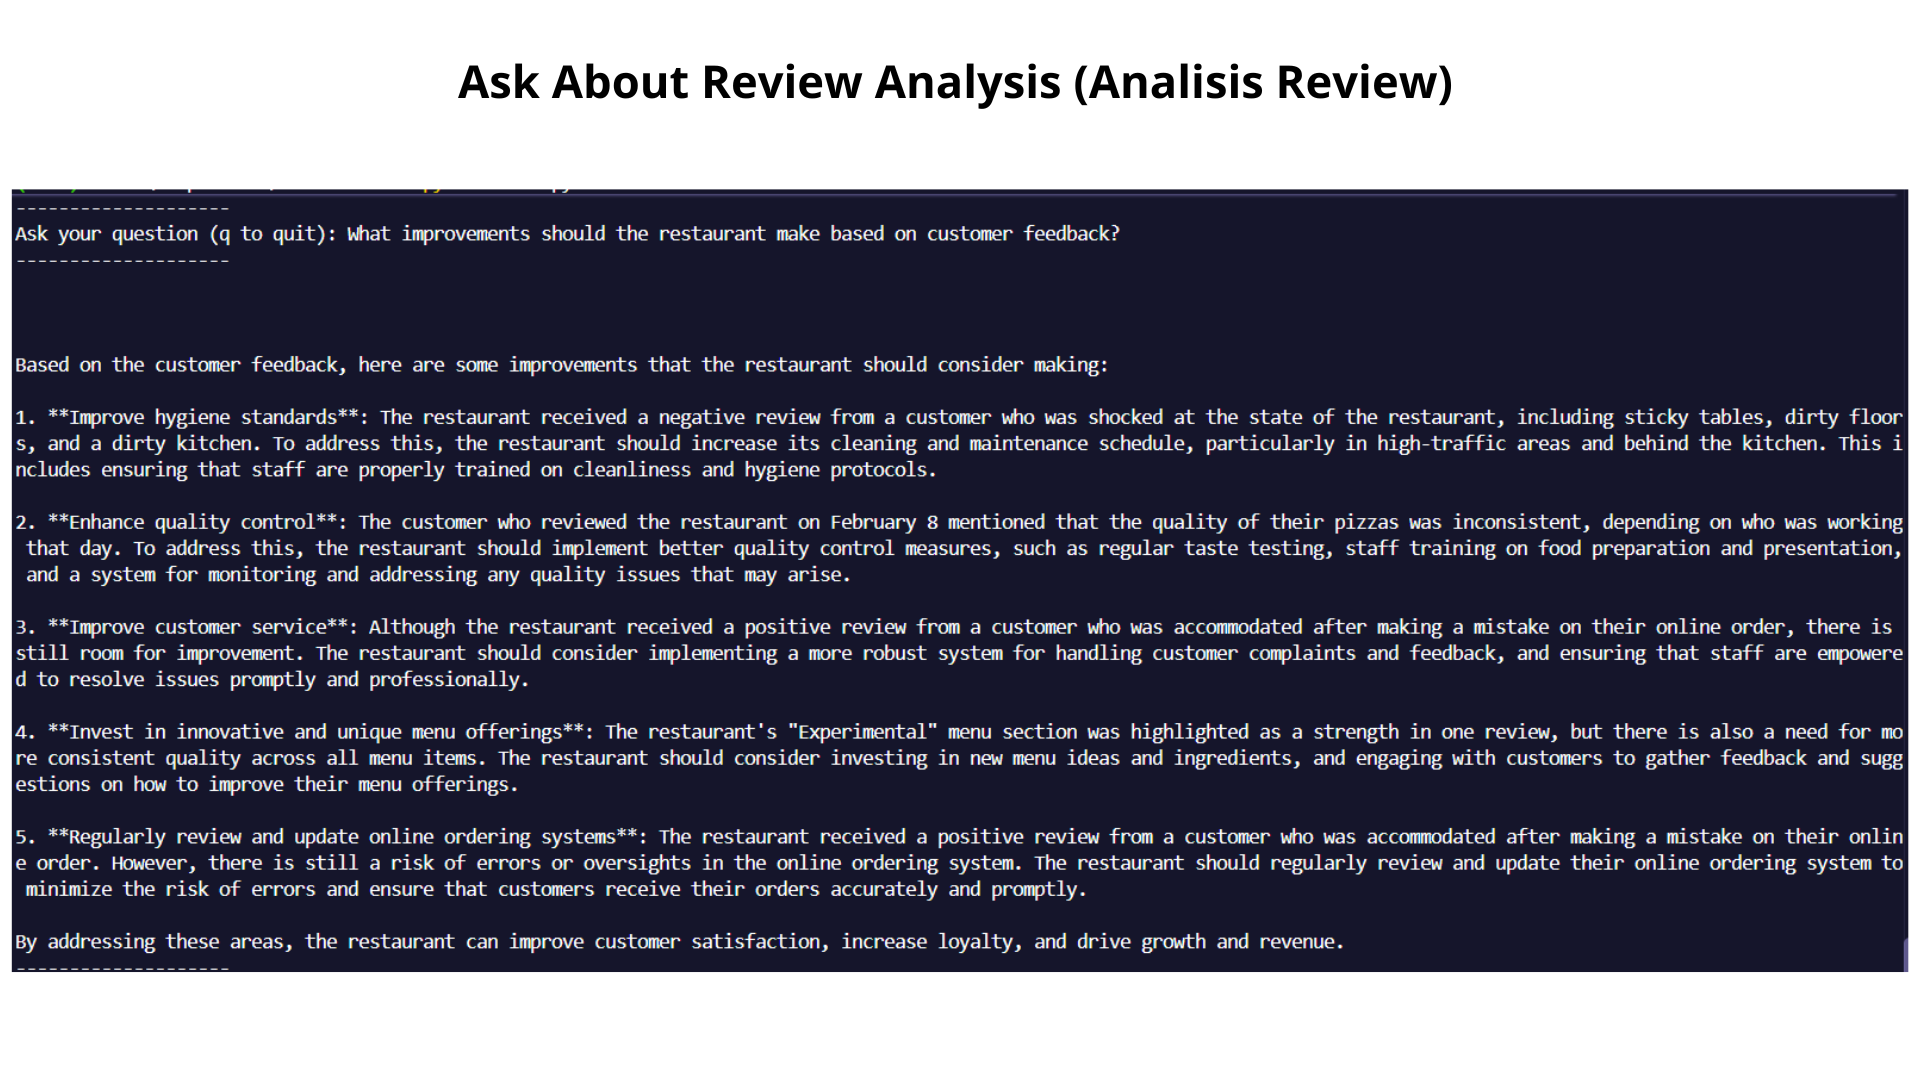 Ask About Review Analysis (Analisis Review)
--------------------
Ask your question (q to quit): What improvements should the restaurant make based on customer feedback?
--------------------
Based on the customer feedback, here are some improvements that the restaurant should consider making:
1. **Improve hygiene standards**: The restaurant received a negative review from a customer who was shocked at the state of the restaurant, including sticky tables, dirty floor
s, and a dirty kitchen. To address this, the restaurant should increase its cleaning and maintenance schedule, particularly in high-traffic areas and behind the kitchen. This i
ncludes ensuring that staff are properly trained on cleanliness and hygiene protocols.
2. **Enhance quality control**: The customer who reviewed the restaurant on February 8 mentioned that the quality of their pizzas was inconsistent, depending on who was working
that day. To address this, the restaurant should implement better quality control measures, such as regular taste testing, staff training on food preparation and presentation,
and a system for monitoring and addressing any quality issues that may arise.
3. **Improve customer service**: Although the restaurant received a positive review from a customer who was accommodated after making a mistake on their online order, there is
still room for improvement. The restaurant should consider implementing a more robust system for handling customer complaints and feedback, and ensuring that staff are empowere
d to resolve issues promptly and professionally.
4. **Invest in innovative and unique menu offerings**: The restaurant's "Experimental" menu section was highlighted as a strength in one review, but there is also a need for mo
re consistent quality across all menu items. The restaurant should consider investing in new menu ideas and ingredients, and engaging with customers to gather feedback and sugg
estions on how to improve their menu offerings.
5. **Regularly review and update online ordering systems**: The restaurant received a positive review from a customer who was accommodated after making a mistake on their onlin
e order. However, there is still a risk of errors or oversights in the online ordering system. The restaurant should regularly review and update their online ordering system to
minimize the risk of errors and ensure that customers receive their orders accurately and promptly.
By addressing these areas, the restaurant can improve customer satisfaction, increase loyalty, and drive growth and revenue.
--------------------